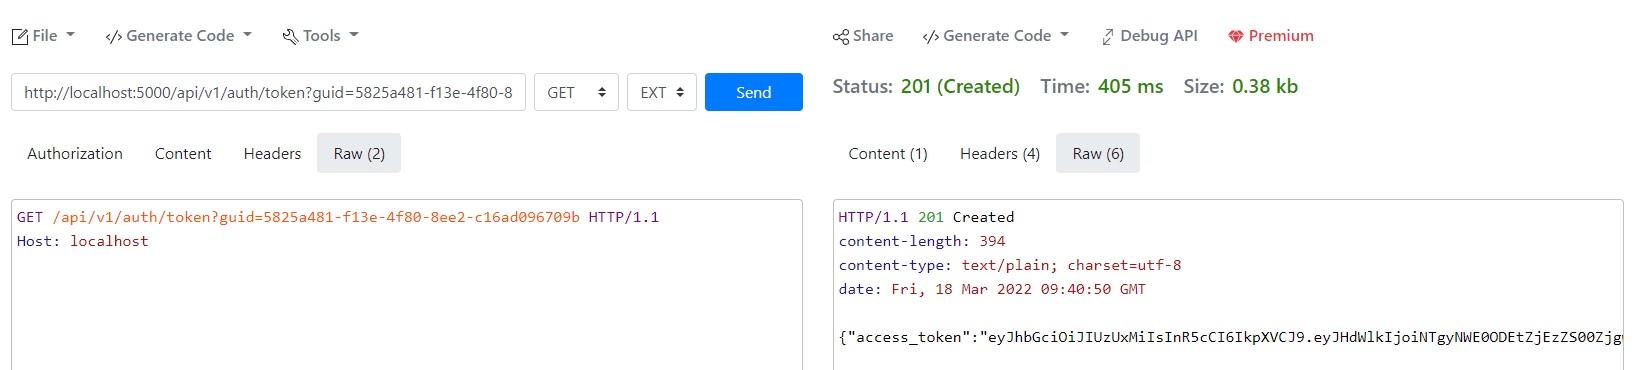 File Generate Code Tools
Share Generate Code Debug API Premium
http://localhost:5000/api/v1/auth/token?guid=5825a481-f13e-4f80-8 GET EXT Send
Status: 201 (Created) Time: 405 ms Size: 0.38 kb
Authorization Content Headers Raw (2)
Content (1) Headers (4) Raw (6)
GET /api/v1/auth/token?guid=5825a481-f13e-4f80-8ee2-c16ad096709b HTTP/1.1
Host: localhost
HTTP/1.1 201 Created
content-length: 394
content-type: text/plain; charset=utf-8
date: Fri, 18 Mar 2022 09:40:50 GMT
{"access_token":"eyJhbGciOiJIUzUxMiIsInR5cCI6IkpXVCJ9.eyJHdWlkIjoiNTgyNWE0ODEtZjEzZS00Zjg